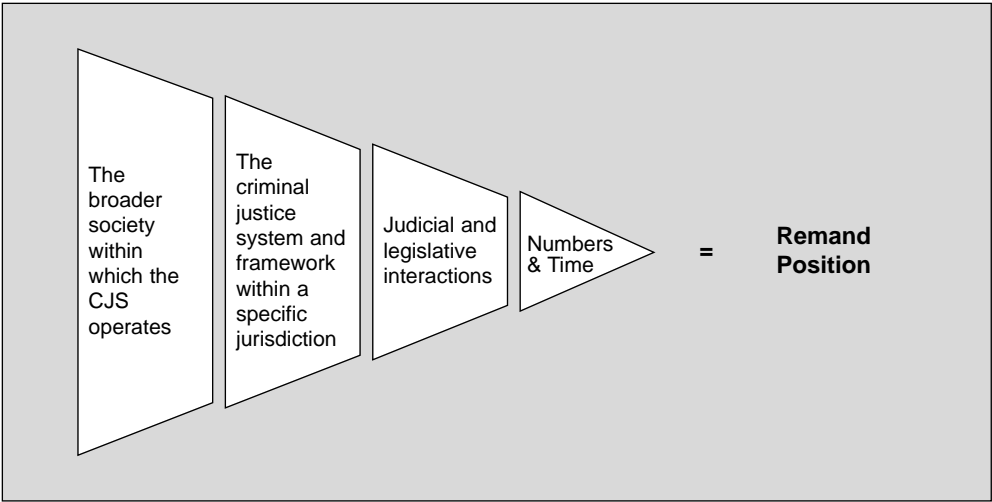 The
broader
society
within
which the
CJS
operates
The
criminal
justice
system and
framework
within a
specific
jurisdiction
Judicial and
legislative
interactions
Numbers
& Time
=
Remand
Position